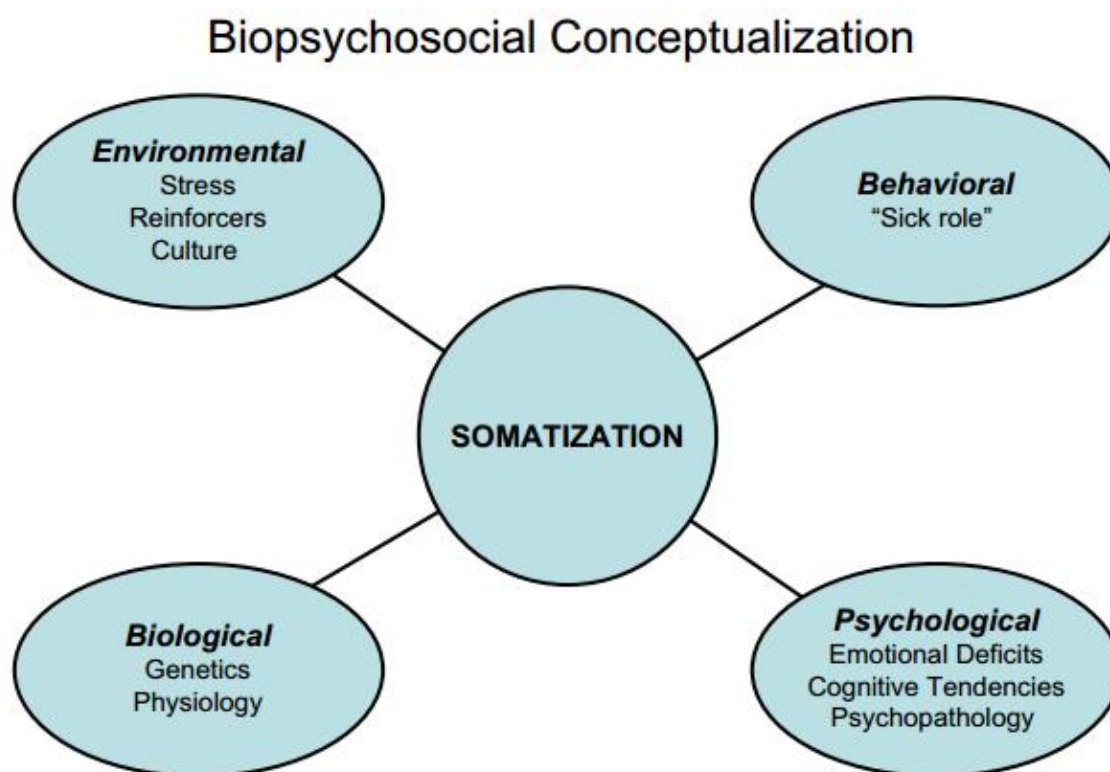 Biopsychosocial Conceptualization
Environmental
Stress
Reinforcers
Culture
Behavioral
“Sick role”
SOMATIZATION
Biological
Genetics
Physiology
Psychological
Emotional Deficits
Cognitive Tendencies
Psychopathology